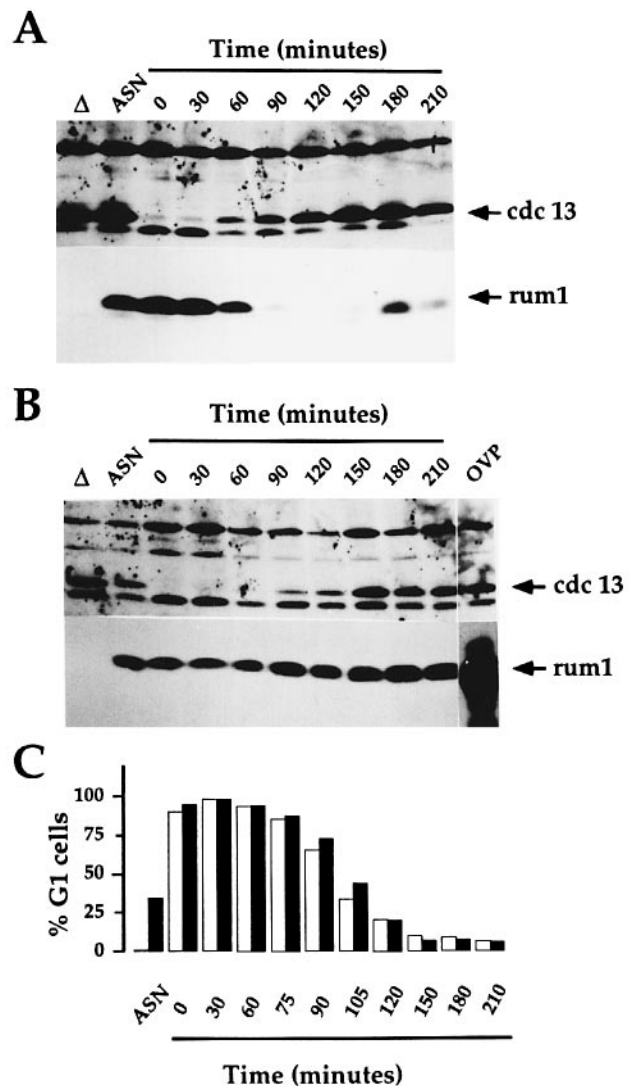 A
Time (minutes)
Δ ASN 0 30 60 90 120 150 180 210
cdc 13
rum1
B
Time (minutes)
Δ ASN 0 30 60 90 120 150 180 210 OVP
cdc 13
rum1
C
% G1 cells
100
75
50
25
0
ASN 0 30 60 75 90 105 120 150 180 210
Time (minutes)